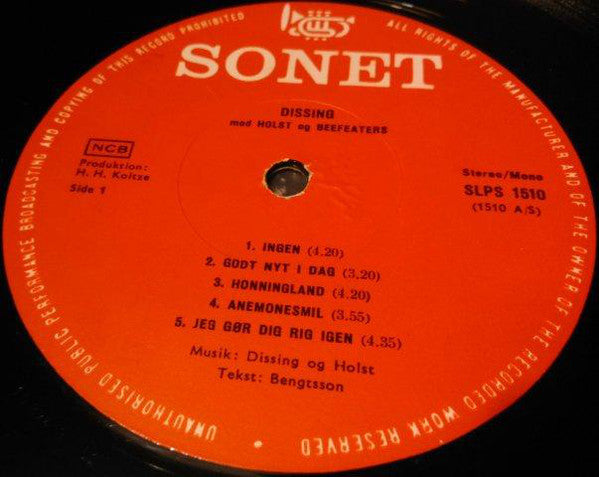 UNAUTHORISED PUBLIC PERFORMANCE BROADCASTING AND COPYING OF THIS RECORD PROHIBITED
ALL RIGHTS OF THE MANUFACTURER AND OF THE OWNER OF THE RECORDED WORK RESERVED
SONET
DISSING
med HOLST og BEEFEATERS
NCB
Produktion:
H. H. Koitze
Side 1
Stereo/Mono
SLPS 1510
(1510 A/S)
1. INGEN (4.20)
2. GODT NYT I DAG (3.20)
3. HONNINGLAND (4.20)
4. ANEMONESMIL (3.55)
5. JEG GØR DIG RIG IGEN (4.35)
Musik: Dissing og Holst
Tekst: Bengtsson